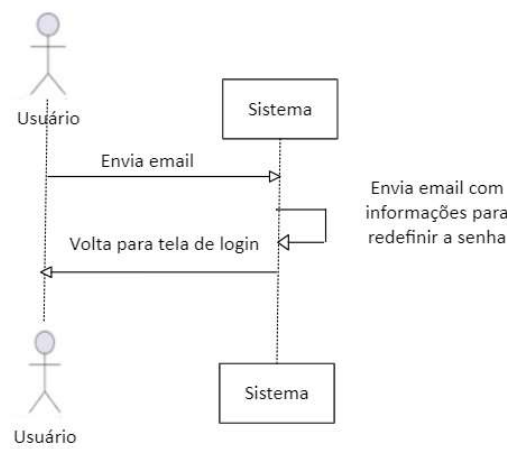 Usuário
Sistema
Envia email
Envia email com
informações para
redefinir a senha
Volta para tela de login
Sistema
Usuário